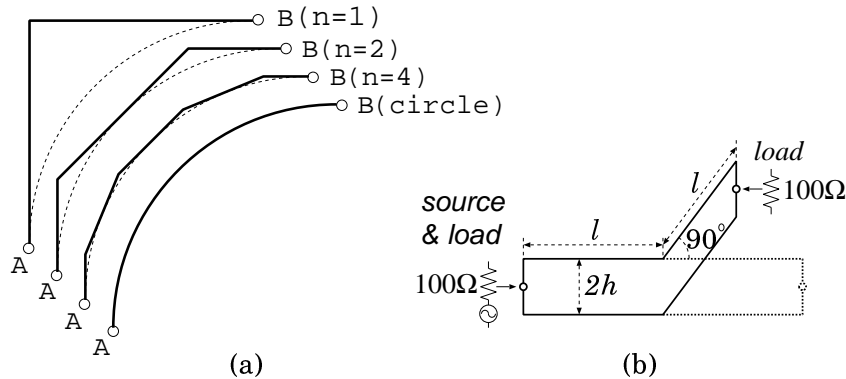 B(n=1)
B(n=2)
B(n=4)
B(circle)
A
A
A
A
(a)
source
& load
100Ω
l
2h
l
90°
load
100Ω
(b)